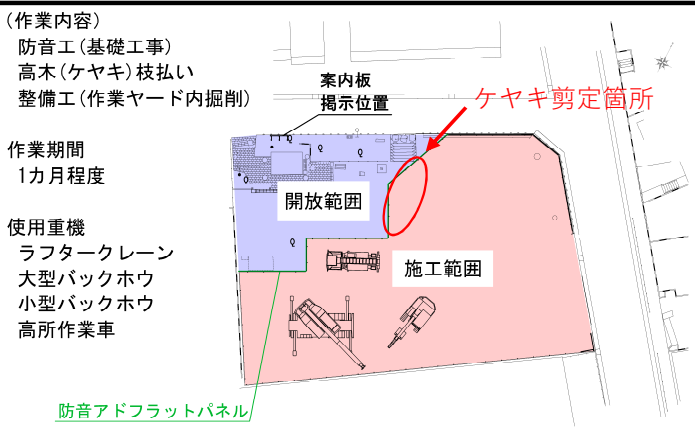 (作業内容)
防音工(基礎工事)
高木(ケヤキ)枝払い
整備工(作業ヤード内掘削)
作業期間
1カ月程度
使用重機
ラフタークレーン
大型バックホウ
小型バックホウ
高所作業車
案内板
掲示位置
ケヤキ剪定箇所
開放範囲
施工範囲
防音アドフラットパネル